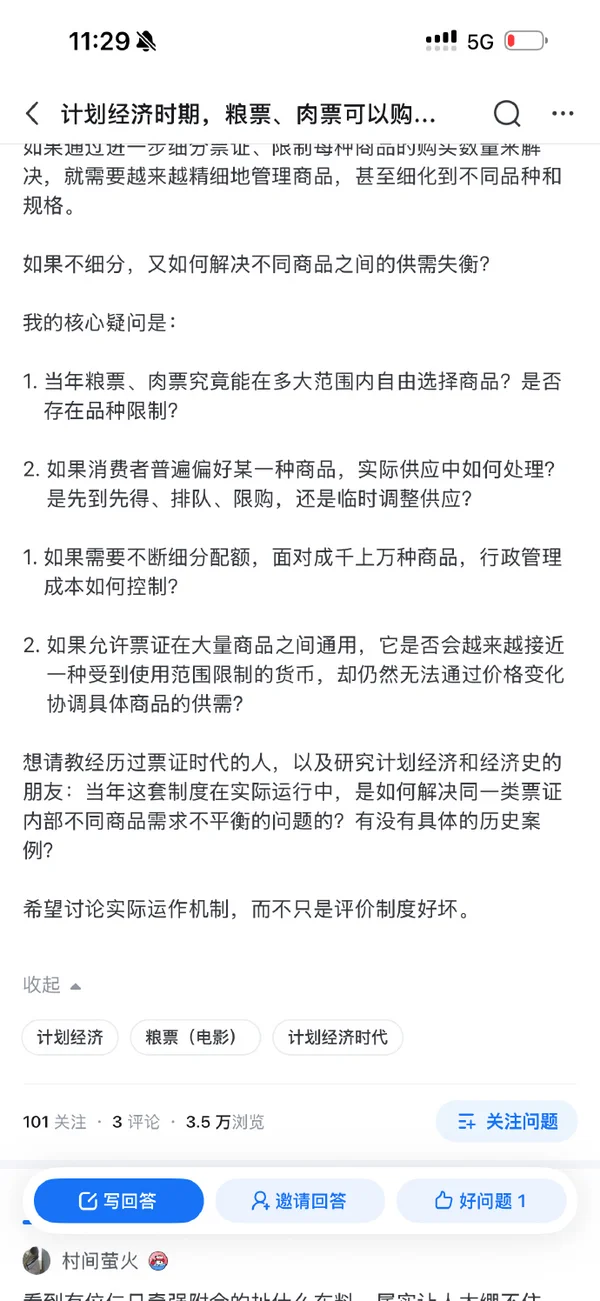 11:29
5G
计划经济时期，粮票、肉票可以购...
如果通过进一步细分票证、限制每种商品的购买数量来解
决，就需要越来越精细地管理商品，甚至细化到不同品种和
规格。
如果不细分，又如何解决不同商品之间的供需失衡？
我的核心疑问是：
1. 当年粮票、肉票究竟能在多大范围内自由选择商品？是否
存在品种限制？
2. 如果消费者普遍偏好某一种商品，实际供应中如何处理？
是先到先得、排队、限购，还是临时调整供应？
1. 如果需要不断细分配额，面对成千上万种商品，行政管理
成本如何控制？
2. 如果允许票证在大量商品之间通用，它是否会越来越接近
一种受到使用范围限制的货币，却仍然无法通过价格变化
协调具体商品的供需？
想请教经历过票证时代的人，以及研究计划经济和经济史的
朋友：当年这套制度在实际运行中，是如何解决同一类票证
内部不同商品需求不平衡的问题的？有没有具体的历史案
例？
希望讨论实际运作机制，而不只是评价制度好坏。
收起
计划经济 粮票（电影） 计划经济时代
101 关注 · 3 评论 · 3.5 万浏览 关注问题
写回答 邀请回答 好问题 1
村间萤火